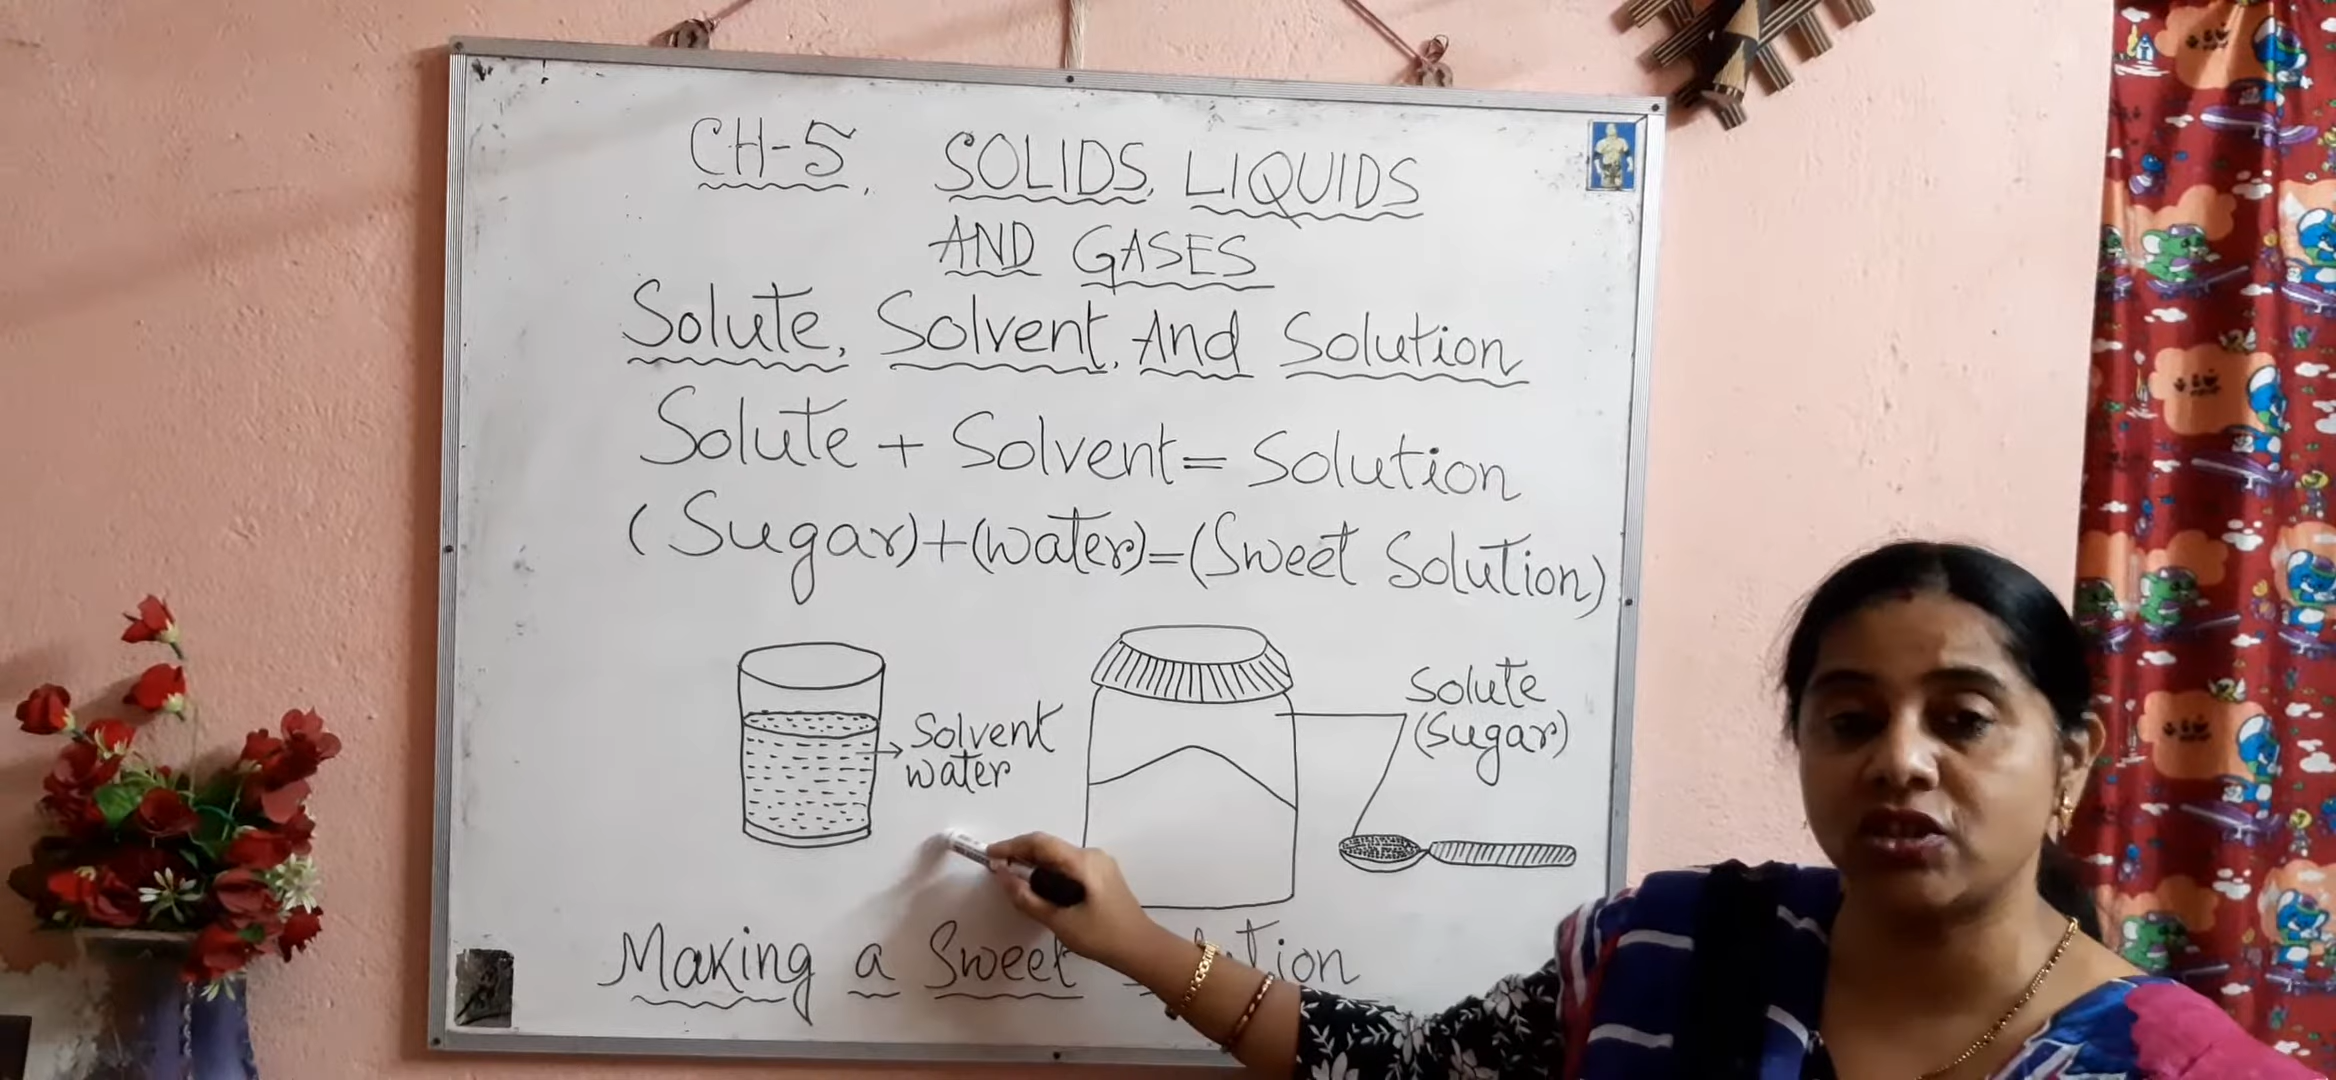 CH-5. SOLIDS, LIQUIDS
AND GASES
Solute, Solvent, And Solution
Solute + Solvent = Solution
(Sugar)+(water)=(Sweet Solution)
Solvent
water
Solute
(Sugar)
Making a Sweet